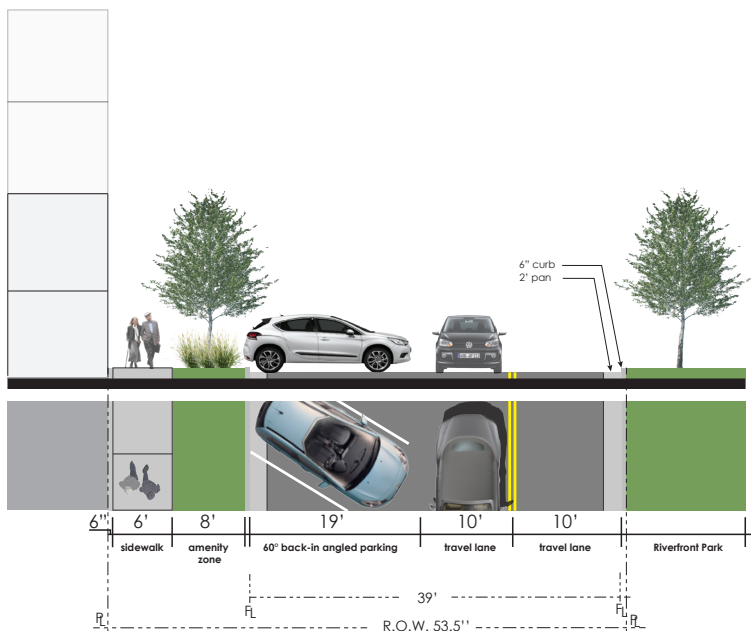 6" curb
2' pan
6" 6' 8' 19' 10' 10'
sidewalk amenity 60° back-in angled parking travel lane travel lane Riverfront Park
zone
39'
FL FL
PL R.O.W. 53.5'' PL